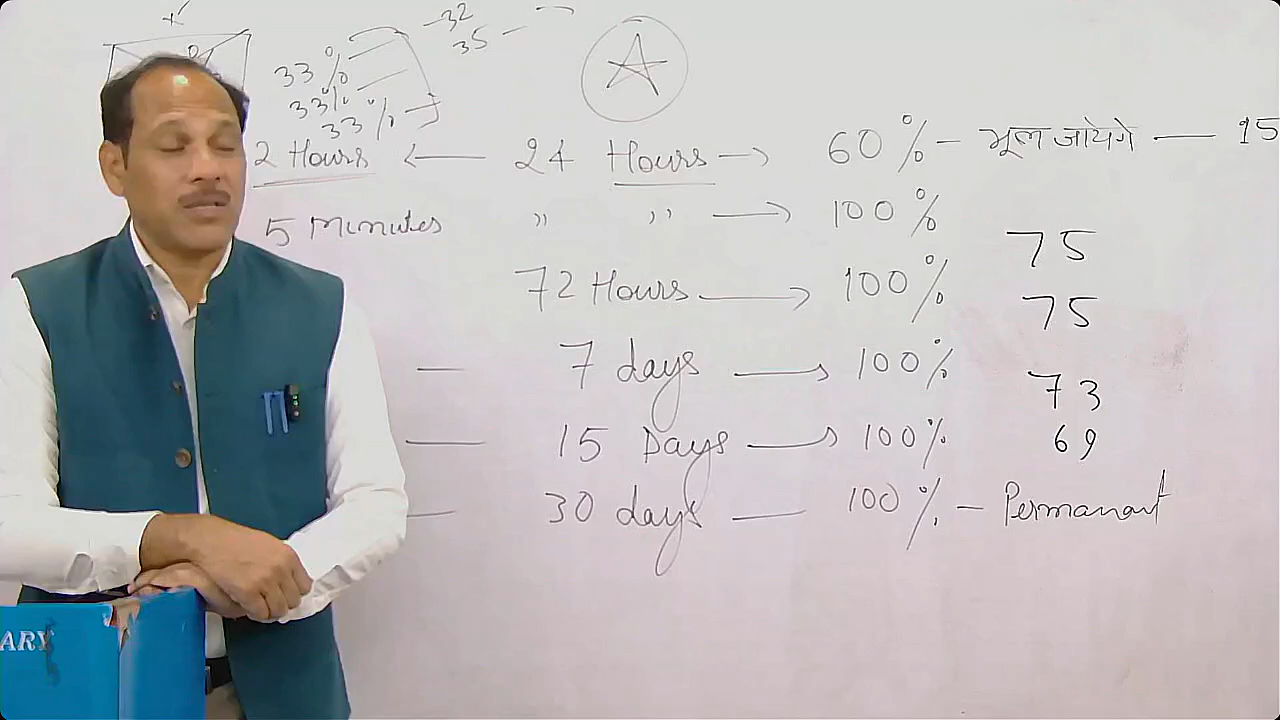 32
33% 35
33%
33%
2 Hours ← 24 Hours → 60% - भूल जायेगे — 15
5 Minutes " " → 100%
75
72 Hours → 100%
75
— 7 days → 100%
73
— 15 Days → 100%
69
— 30 days — 100% - Permanant
ARY